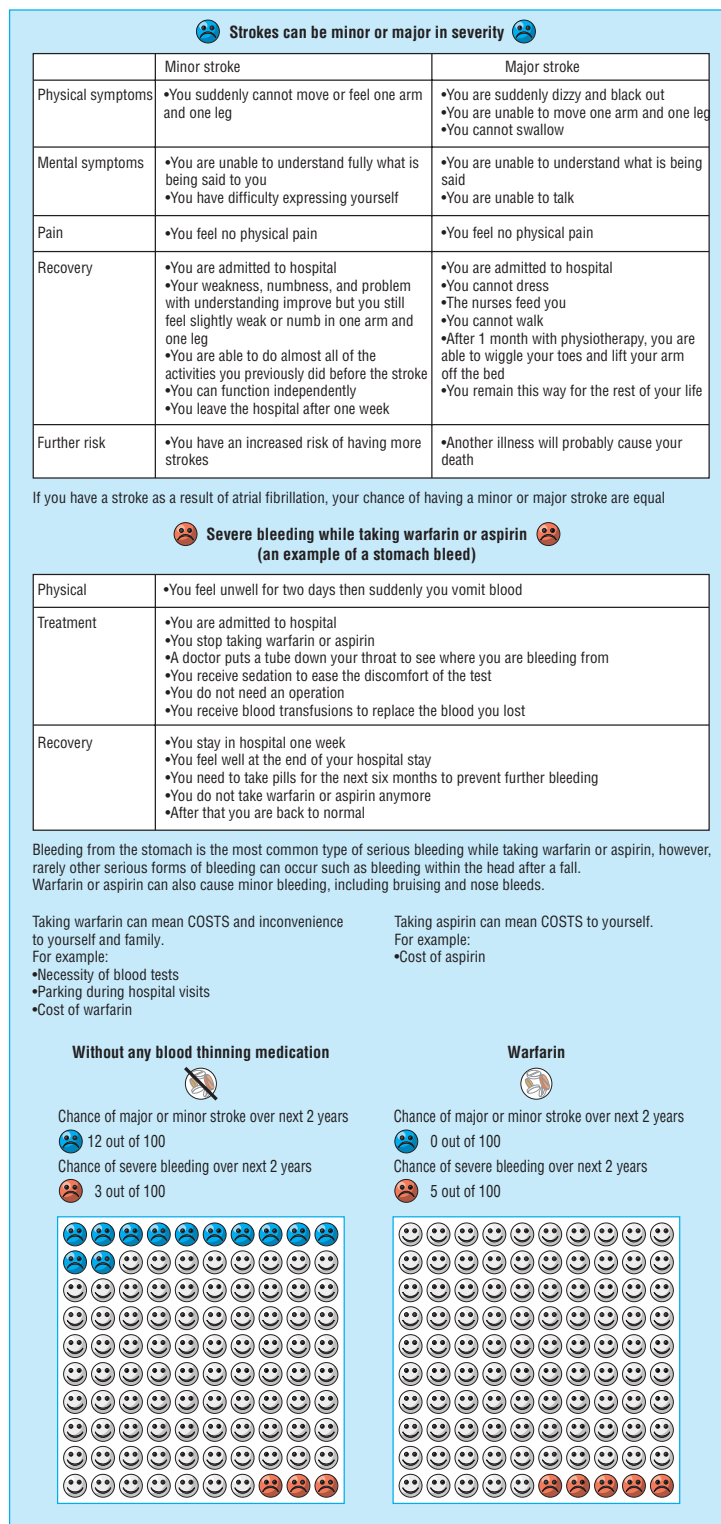 Strokes can be minor or major in severity
Minor stroke
Major stroke
Physical symptoms
•You suddenly cannot move or feel one arm
and one leg
•You are suddenly dizzy and black out
•You are unable to move one arm and one leg
•You cannot swallow
Mental symptoms
•You are unable to understand fully what is
being said to you
•You have difficulty expressing yourself
•You are unable to understand what is being
said
•You are unable to talk
Pain
•You feel no physical pain
•You feel no physical pain
Recovery
•You are admitted to hospital
•Your weakness, numbness, and problem
with understanding improve but you still
feel slightly weak or numb in one arm and
one leg
•You are able to do almost all of the
activities you previously did before the stroke
•You can function independently
•You leave the hospital after one week
•You are admitted to hospital
•You cannot dress
•The nurses feed you
•You cannot walk
•After 1 month with physiotherapy, you are
able to wiggle your toes and lift your arm
off the bed
•You remain this way for the rest of your life
Further risk
•You have an increased risk of having more
strokes
•Another illness will probably cause your
death
If you have a stroke as a result of atrial fibrillation, your chance of having a minor or major stroke are equal
Severe bleeding while taking warfarin or aspirin
(an example of a stomach bleed)
Physical
•You feel unwell for two days then suddenly you vomit blood
Treatment
•You are admitted to hospital
•You stop taking warfarin or aspirin
•A doctor puts a tube down your throat to see where you are bleeding from
•You receive sedation to ease the discomfort of the test
•You do not need an operation
•You receive blood transfusions to replace the blood you lost
Recovery
•You stay in hospital one week
•You feel well at the end of your hospital stay
•You need to take pills for the next six months to prevent further bleeding
•You do not take warfarin or aspirin anymore
•After that you are back to normal
Bleeding from the stomach is the most common type of serious bleeding while taking warfarin or aspirin, however,
rarely other serious forms of bleeding can occur such as bleeding within the head after a fall.
Warfarin or aspirin can also cause minor bleeding, including bruising and nose bleeds.
Taking warfarin can mean COSTS and inconvenience
to yourself and family.
For example:
•Necessity of blood tests
•Parking during hospital visits
•Cost of warfarin
Taking aspirin can mean COSTS to yourself.
For example:
•Cost of aspirin
Without any blood thinning medication
Chance of major or minor stroke over next 2 years
12 out of 100
Chance of severe bleeding over next 2 years
3 out of 100
Warfarin
Chance of major or minor stroke over next 2 years
0 out of 100
Chance of severe bleeding over next 2 years
5 out of 100